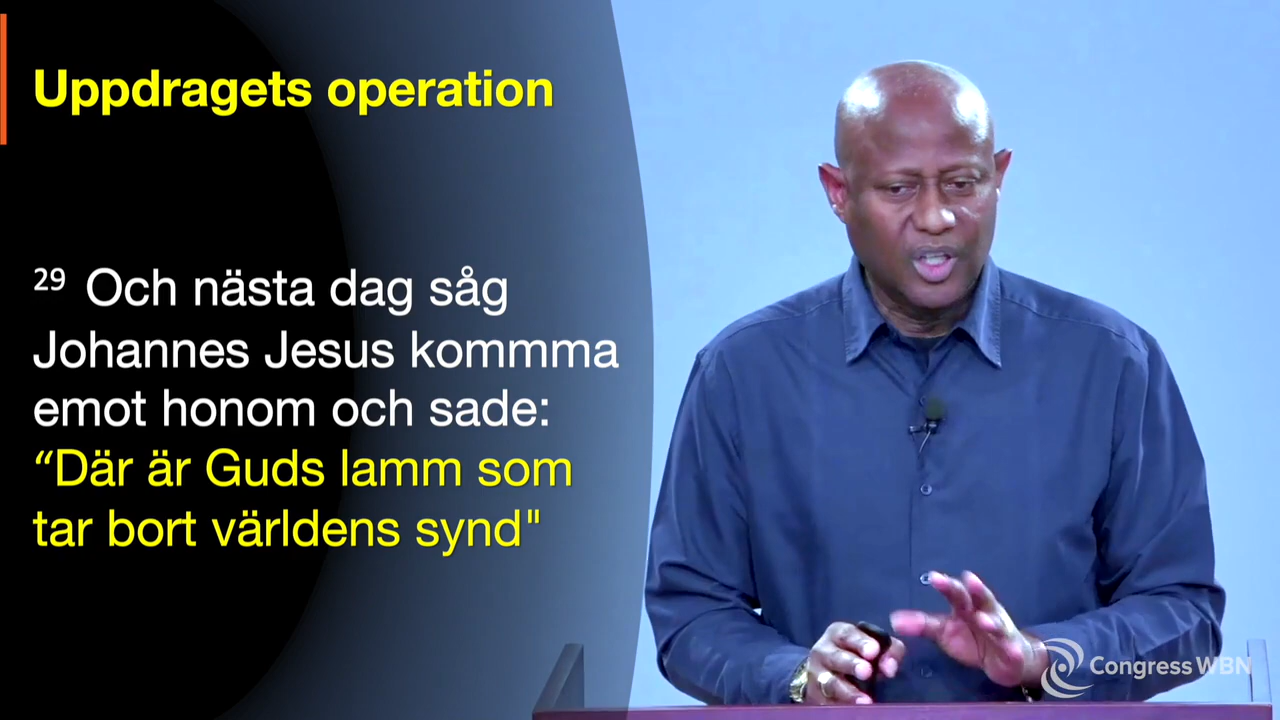 Uppdragets operation
29 Och nästa dag såg
Johannes Jesus kommma
emot honom och sade:
“Där är Guds lamm som
tar bort världens synd"
Congress WBN